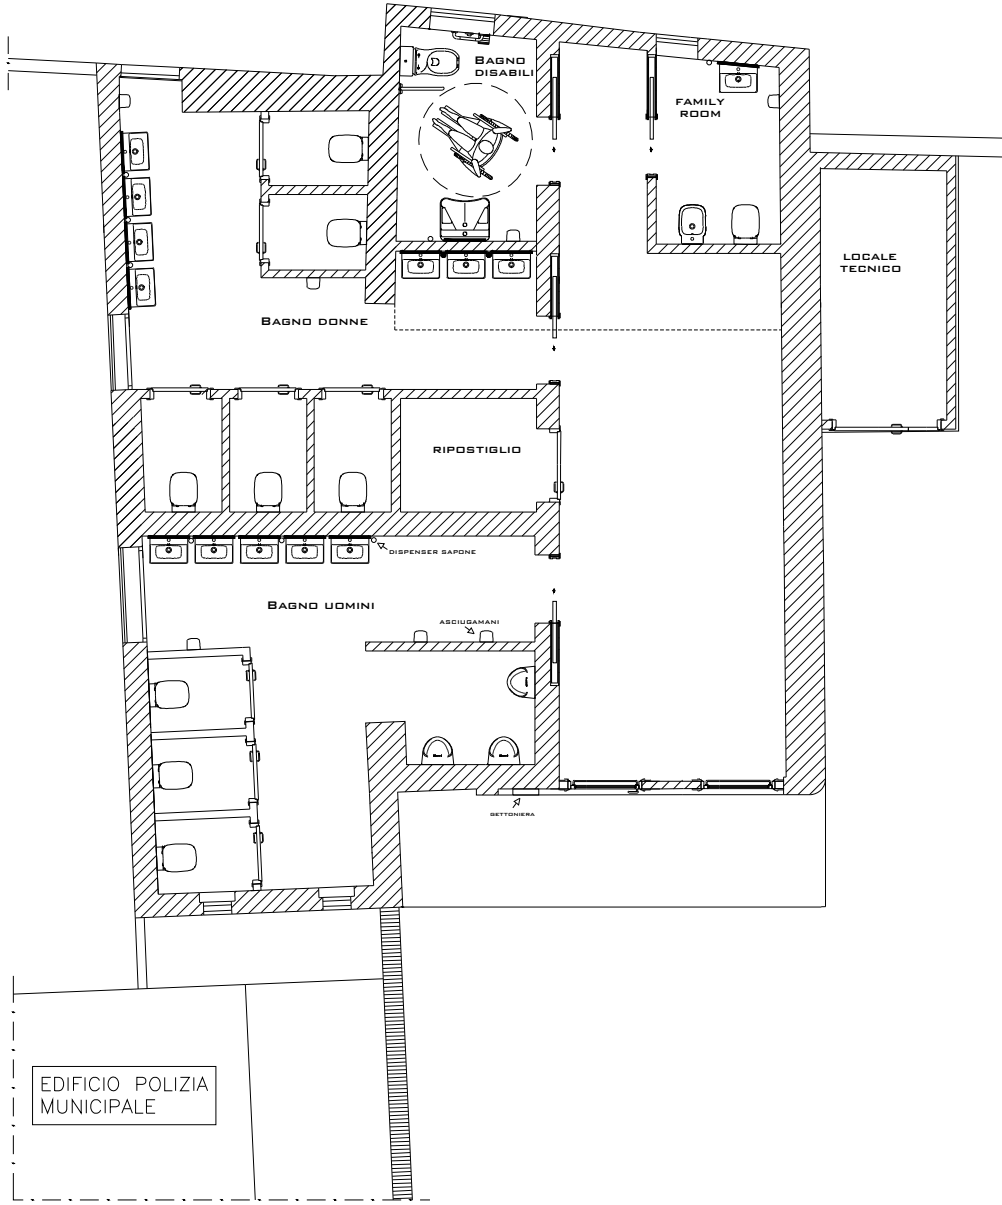 BAGNO
DISABILI
FAMILY
ROOM
LOCALE
TECNICO
BAGNO DONNE
RIPOSTIGLIO
DISPENSER SAPONE
BAGNO UOMINI
ASCIUGAMANI
GETTONIERA
EDIFICIO POLIZIA
MUNICIPALE